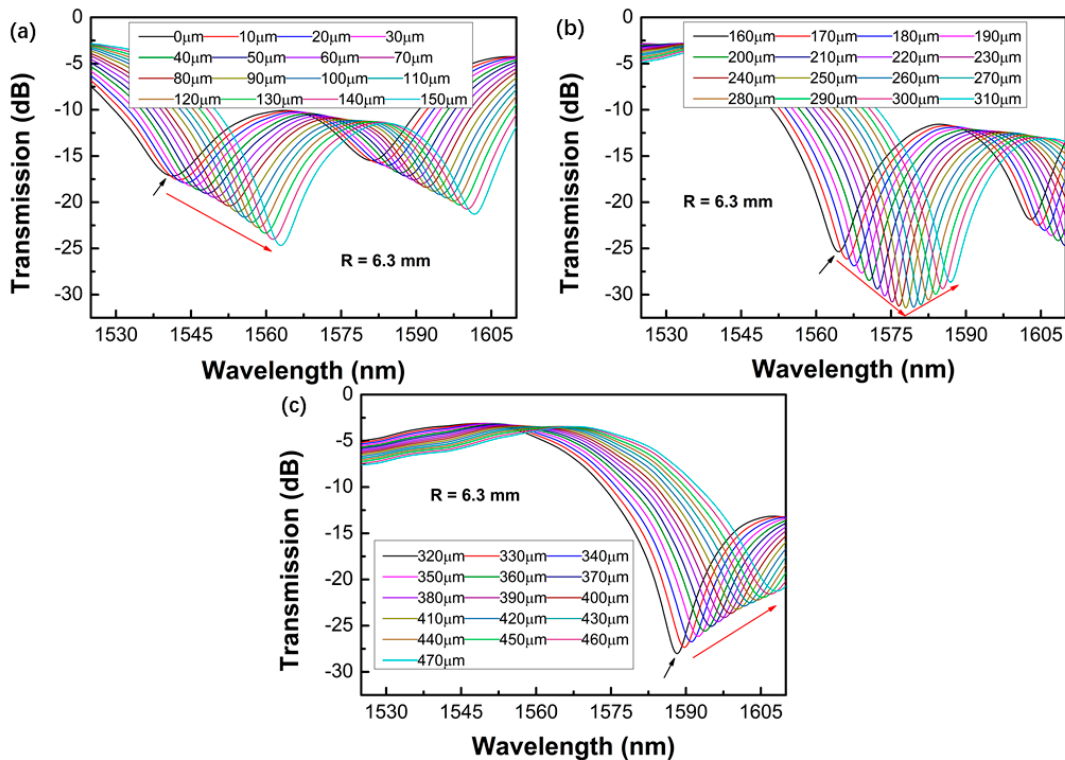 (a)
0
-5
-10
-15
-20
-25
-30
Transmission (dB)
0μm 10μm 20μm 30μm
40μm 50μm 60μm 70μm
80μm 90μm 100μm 110μm
120μm 130μm 140μm 150μm
R = 6.3 mm
1530 1545 1560 1575 1590 1605
Wavelength (nm)
(b)
0
-5
-10
-15
-20
-25
-30
Transmission (dB)
160μm 170μm 180μm 190μm
200μm 210μm 220μm 230μm
240μm 250μm 260μm 270μm
280μm 290μm 300μm 310μm
R = 6.3 mm
1530 1545 1560 1575 1590 1605
Wavelength (nm)
(c)
0
-5
-10
-15
-20
-25
-30
Transmission (dB)
R = 6.3 mm
320μm 330μm 340μm
350μm 360μm 370μm
380μm 390μm 400μm
410μm 420μm 430μm
440μm 450μm 460μm
470μm
1530 1545 1560 1575 1590 1605
Wavelength (nm)